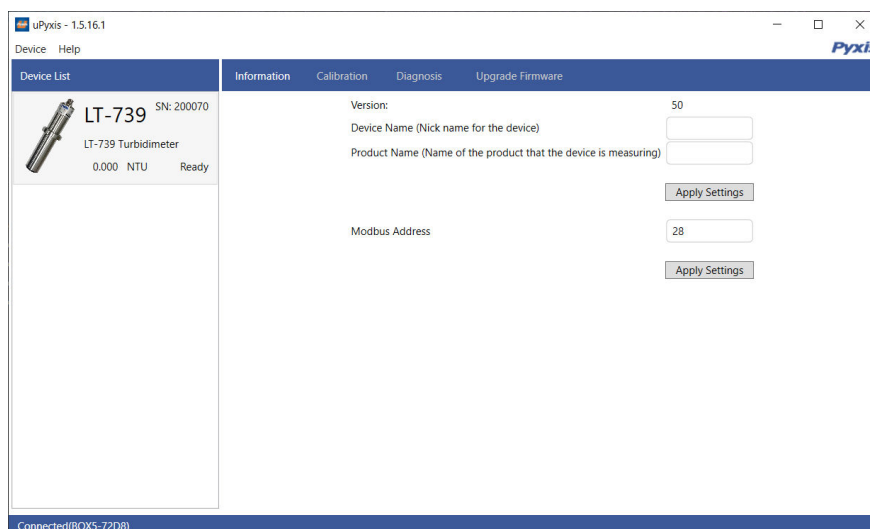 uPyxis - 1.5.16.1
Device Help
Device List
LT-739 SN: 200070
LT-739 Turbidimeter
0.000 NTU Ready
Information Calibration Diagnosis Upgrade Firmware
Version: 50
Device Name (Nick name for the device)
Product Name (Name of the product that the device is measuring)
Apply Settings
Modbus Address 28
Apply Settings
Connected(BOX5-72D8)